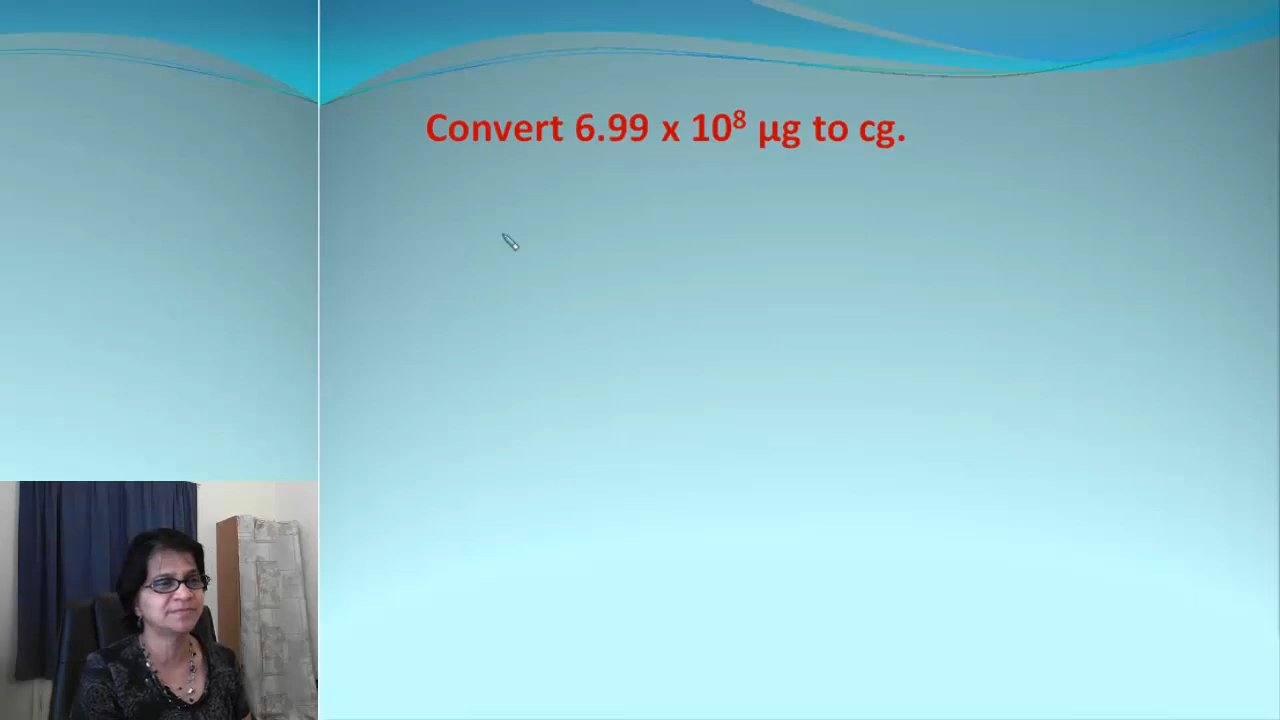 Convert 6.99 x 10⁸ µg to cg.